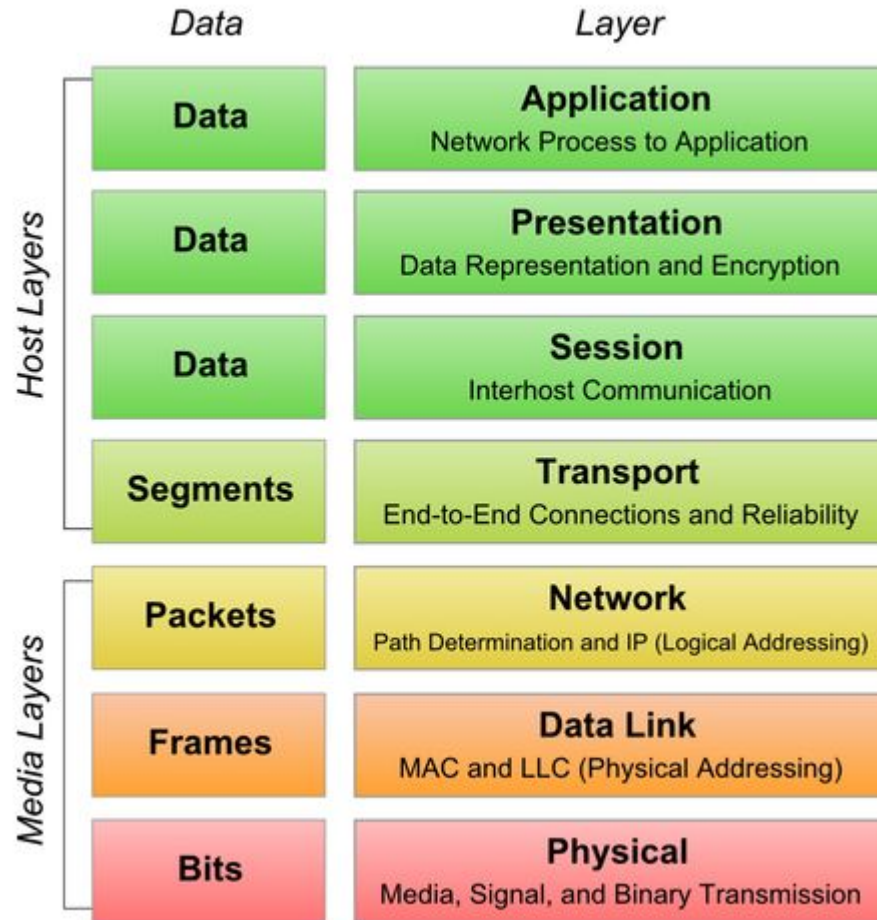 Data
Layer
Host Layers
Data
Application
Network Process to Application
Data
Presentation
Data Representation and Encryption
Data
Session
Interhost Communication
Segments
Transport
End-to-End Connections and Reliability
Media Layers
Packets
Network
Path Determination and IP (Logical Addressing)
Frames
Data Link
MAC and LLC (Physical Addressing)
Bits
Physical
Media, Signal, and Binary Transmission